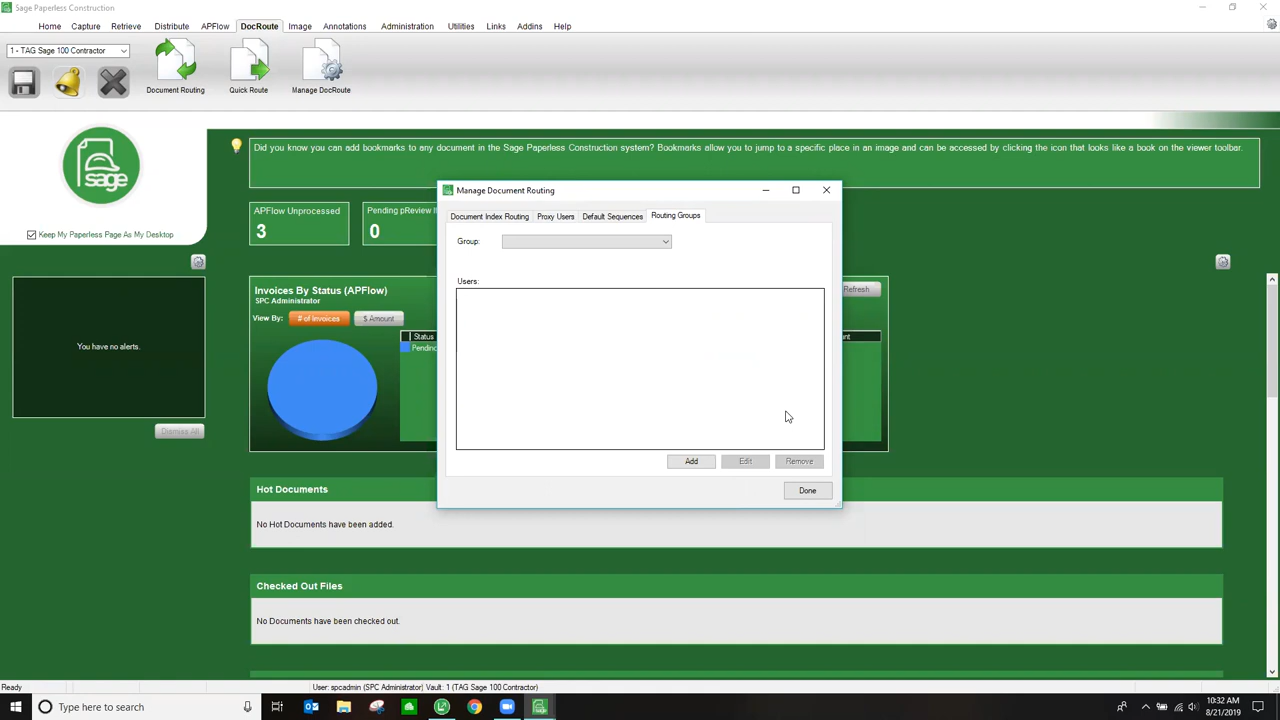 Sage Paperless Construction
Home Capture Retrieve Distribute APFlow DocRoute Image Annotations Administration Utilities Links Addins Help
1 - TAG Sage 100 Contractor
Document Routing Quick Route Manage DocRoute
sage
Keep My Paperless Page As My Desktop
Did you know you can add bookmarks to any document in the Sage Paperless Construction system? Bookmarks allow you to jump to a specific place in an image and can be accessed by clicking the icon that looks like a book on the viewer toolbar.
APFlow Unprocessed
3
Pending pReview I
0
You have no alerts.
Dismiss All
Invoices By Status (APFlow)
SPC Administrator
View By: # of Invoices $ Amount
Status
Pending
Refresh
Manage Document Routing
Document Index Routing Proxy Users Default Sequences Routing Groups
Group:
Users:
Add Edit Remove
Done
Hot Documents
No Hot Documents have been added.
Checked Out Files
No Documents have been checked out.
Ready
User: spcadmin (SPC Administrator) Vault: 1 (TAG Sage 100 Contractor)
Type here to search
10:32 AM
8/21/2019